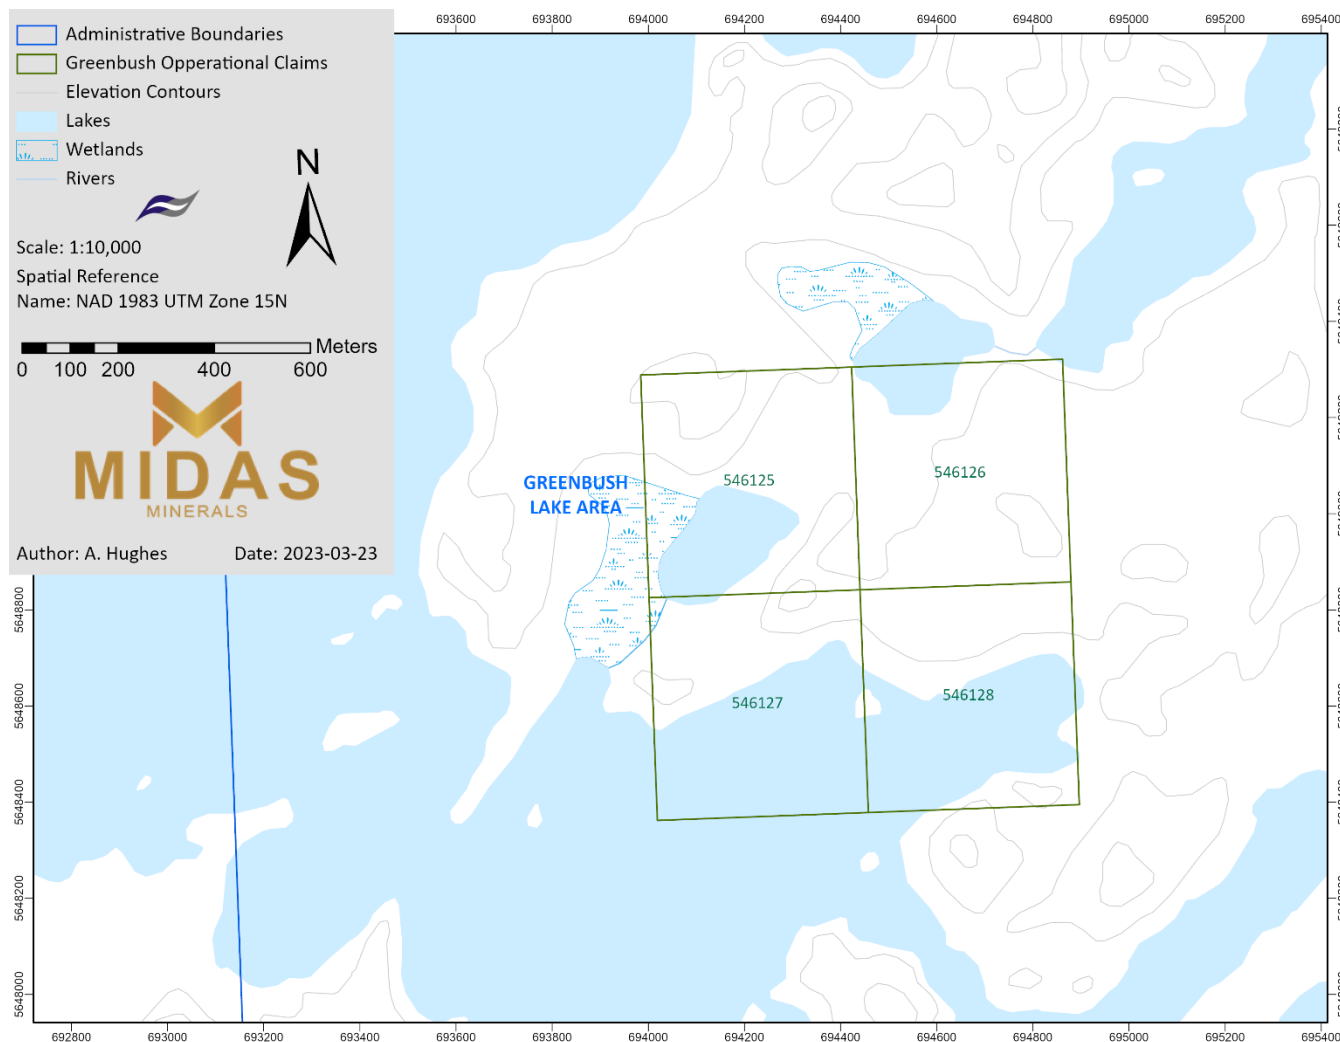 693600 693800 694000 694200 694400 694600 694800 695000 695200 695400
Administrative Boundaries
Greenbush Opperational Claims
Elevation Contours
Lakes
Wetlands
Rivers
N
Scale: 1:10,000
Spatial Reference
Name: NAD 1983 UTM Zone 15N
Meters
0 100 200 400 600
MIDAS
MINERALS
Author: A. Hughes Date: 2023-03-23
GREENBUSH
LAKE AREA
546125
546126
546127
546128
5648800
5648600
5648400
5648200
5648000
692800 693000 693200 693400 693600 693800 694000 694200 694400 694600 694800 695000 695200 695400